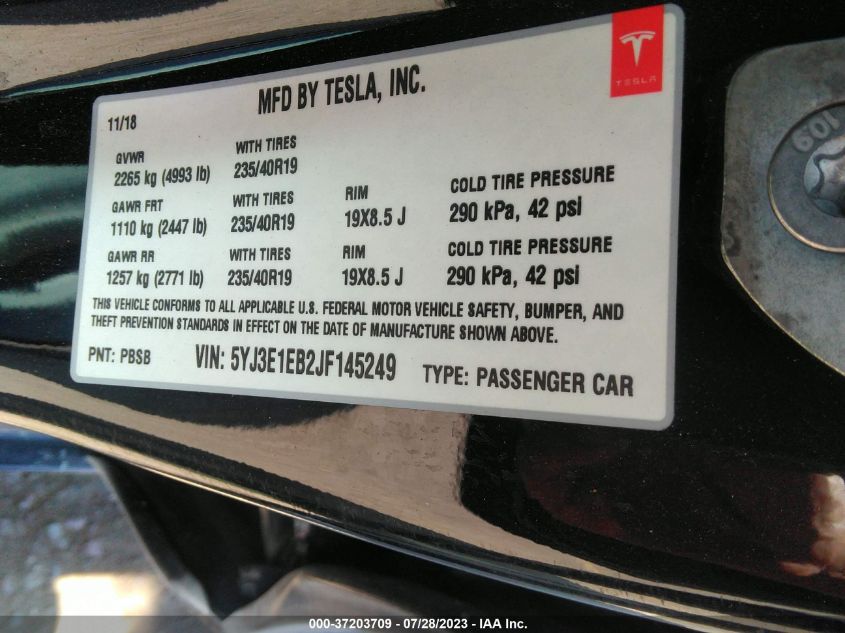 MFD BY TESLA, INC.
TESLA
11/18
GVWR WITH TIRES
2265 kg (4993 lb) 235/40R19
GAWR FRT WITH TIRES RIM COLD TIRE PRESSURE
1110 kg (2447 lb) 235/40R19 19X8.5 J 290 kPa, 42 psi
GAWR RR WITH TIRES RIM COLD TIRE PRESSURE
1257 kg (2771 lb) 235/40R19 19X8.5 J 290 kPa, 42 psi
THIS VEHICLE CONFORMS TO ALL APPLICABLE U.S. FEDERAL MOTOR VEHICLE SAFETY, BUMPER, AND
THEFT PREVENTION STANDARDS IN EFFECT ON THE DATE OF MANUFACTURE SHOWN ABOVE.
PNT: PBSB VIN: 5YJ3E1EB2JF145249 TYPE: PASSENGER CAR
109
000-37203709 / 07/28/2023 - IAA Inc.